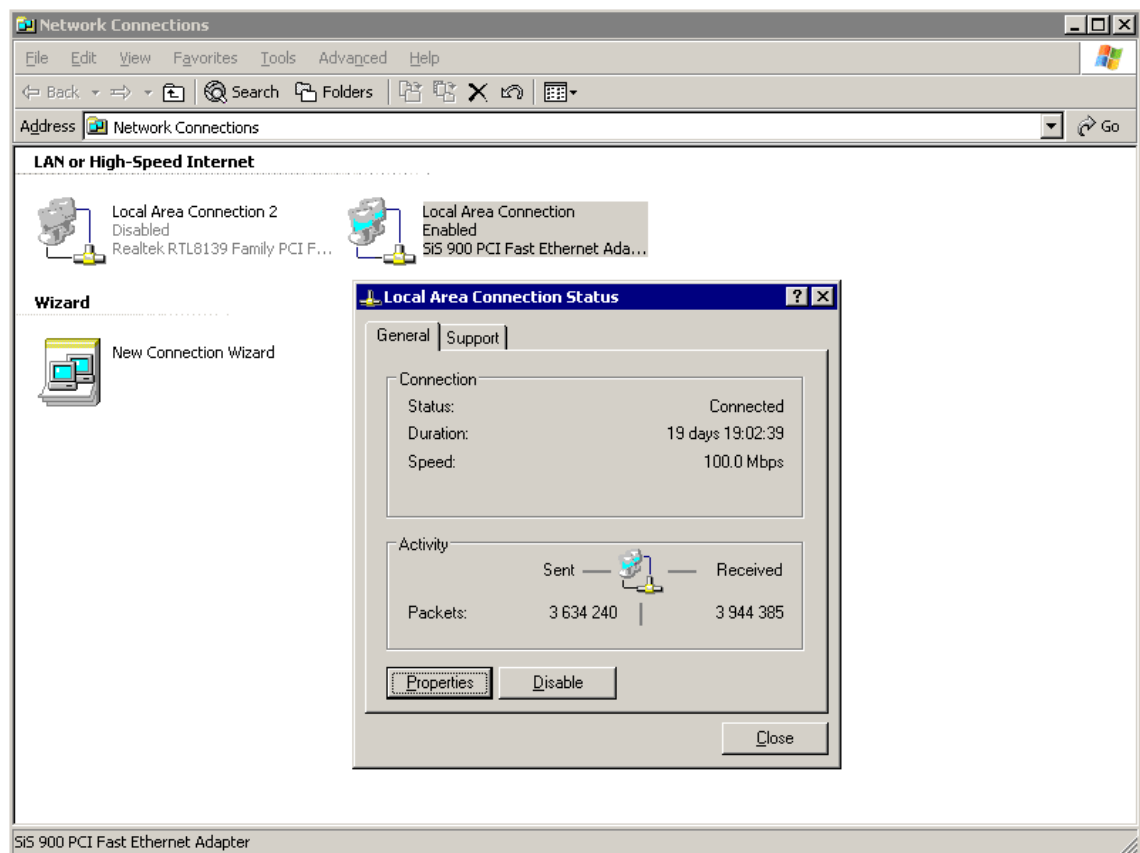 Network Connections
File Edit View Favorites Tools Advanced Help
Back Search Folders
Address Network Connections Go
LAN or High-Speed Internet
Local Area Connection 2
Disabled
Realtek RTL8139 Family PCI F...
Local Area Connection
Enabled
SiS 900 PCI Fast Ethernet Ada...
Wizard
New Connection Wizard
Local Area Connection Status
General Support
Connection
Status: Connected
Duration: 19 days 19:02:39
Speed: 100.0 Mbps
Activity
Sent Received
Packets: 3 634 240 3 944 385
Properties Disable
Close
SiS 900 PCI Fast Ethernet Adapter